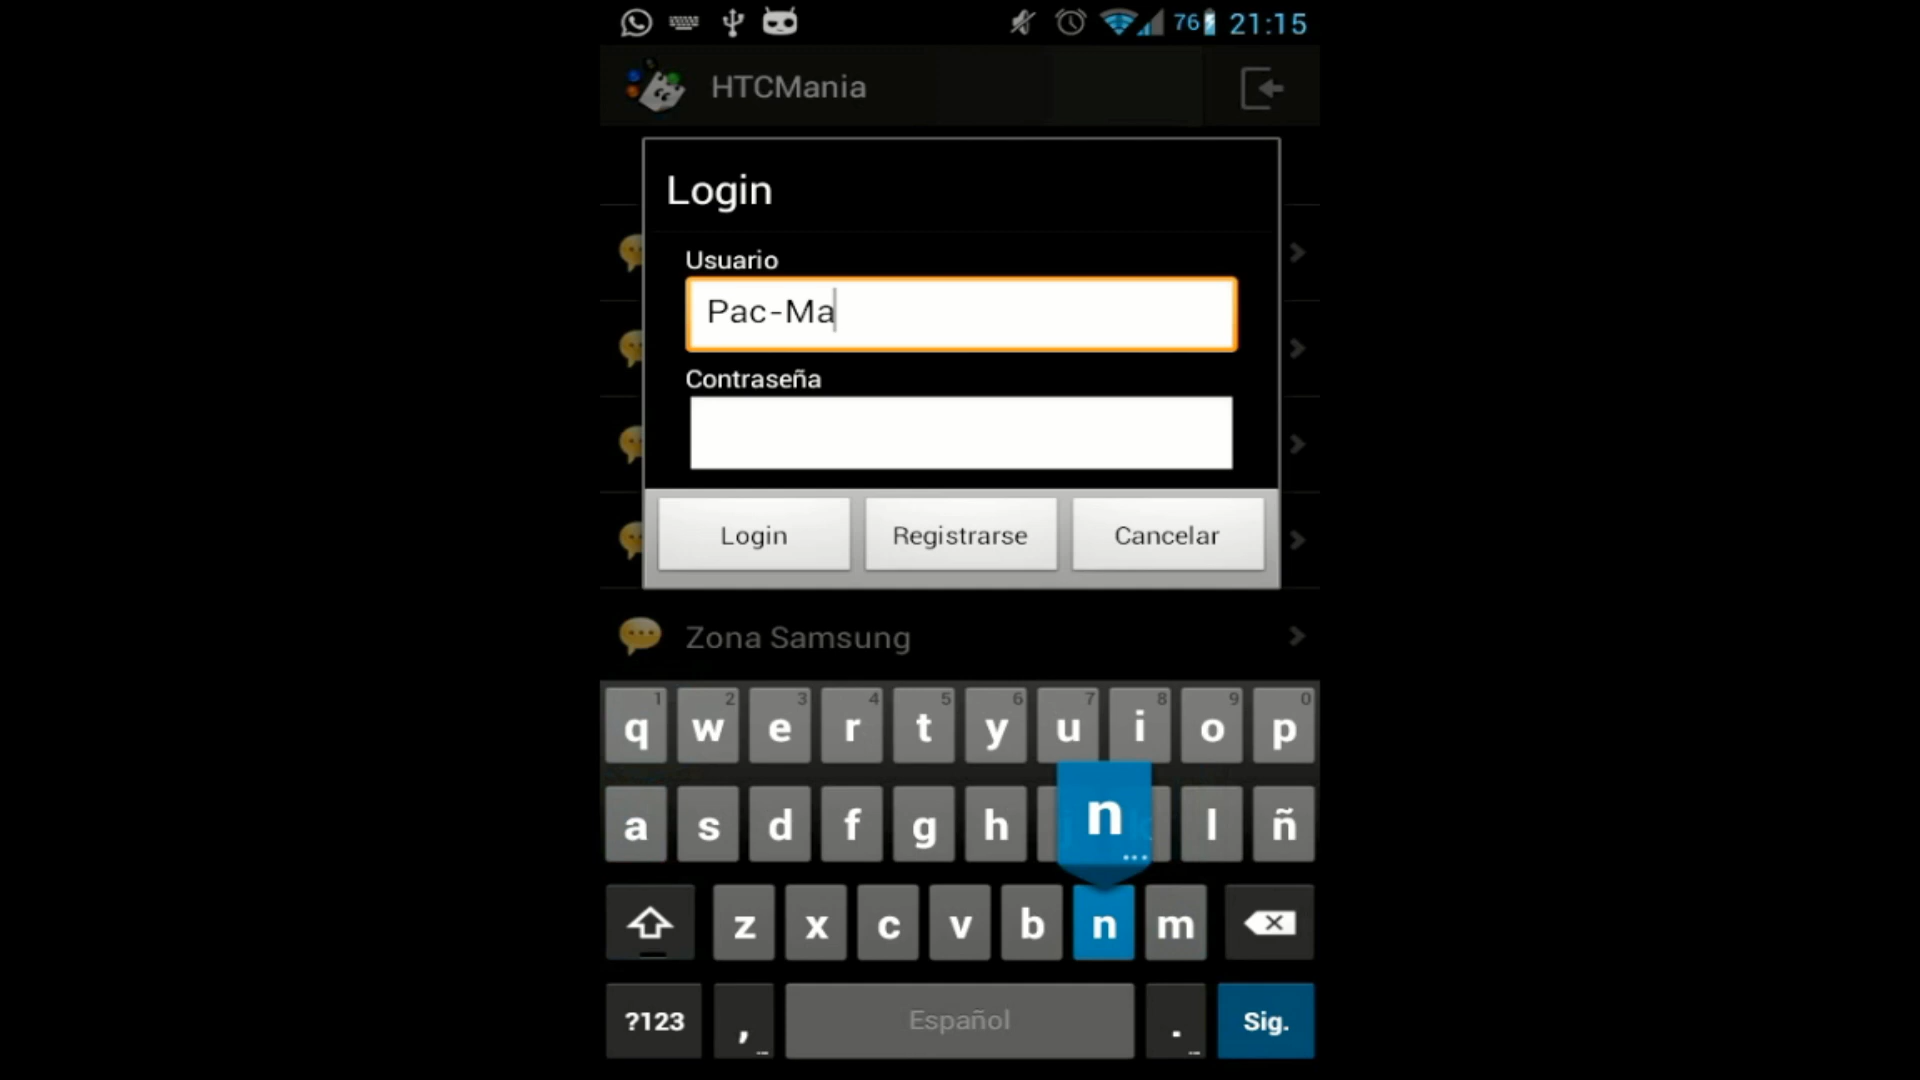 76 21:15
HTCMania
Login
Usuario
Pac-Ma
Contraseña
Login Registrarse Cancelar
Zona Samsung
1 2 3 4 5 6 7 8 9 0
q w e r t y u i o p
n
a s d f g h l ñ
z x c v b n m
?123 , Español . Sig.